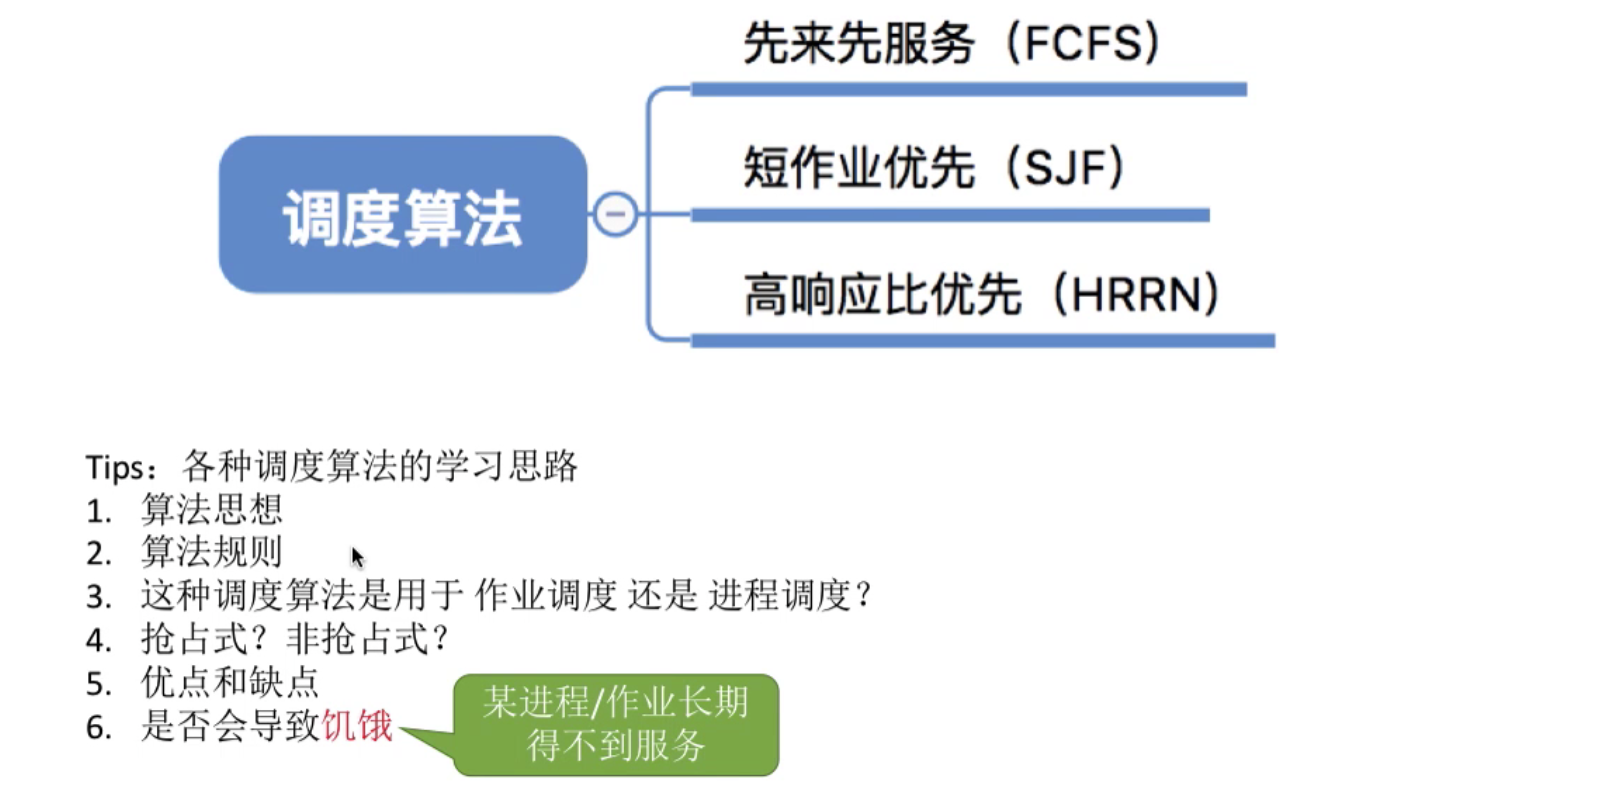 先来先服务（FCFS）
短作业优先（SJF）
调度算法
高响应比优先（HRRN）
Tips：各种调度算法的学习思路
1. 算法思想
2. 算法规则
3. 这种调度算法是用于 作业调度 还是 进程调度？
4. 抢占式？非抢占式？
5. 优点和缺点
6. 是否会导致饥饿
某进程/作业长期
得不到服务